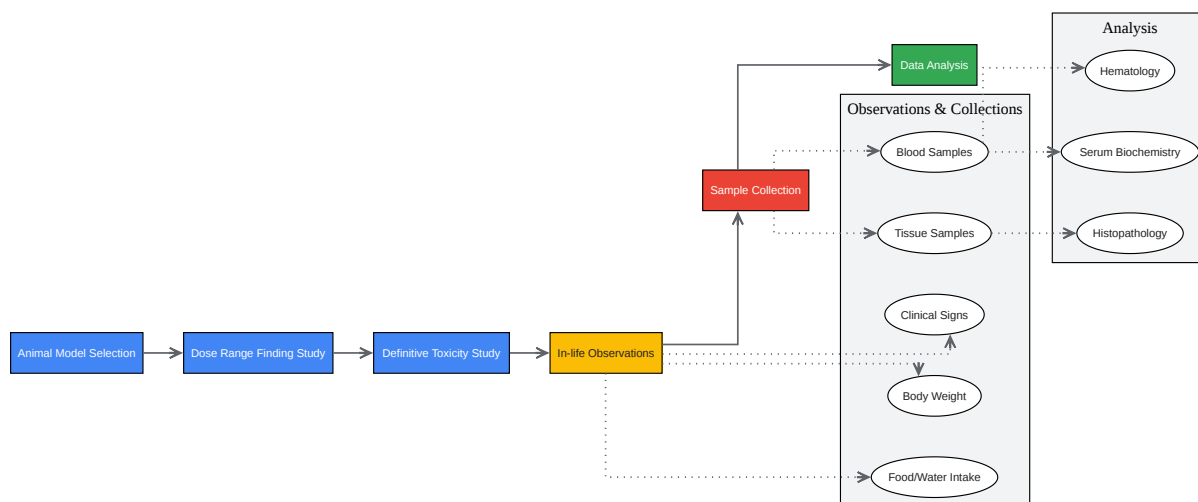 Analysis
Data Analysis
Hematology
Observations & Collections
Blood Samples
Serum Biochemistry
Sample Collection
Tissue Samples
Histopathology
Clinical Signs
Animal Model Selection
Dose Range Finding Study
Definitive Toxicity Study
In-life Observations
Body Weight
Food/Water Intake